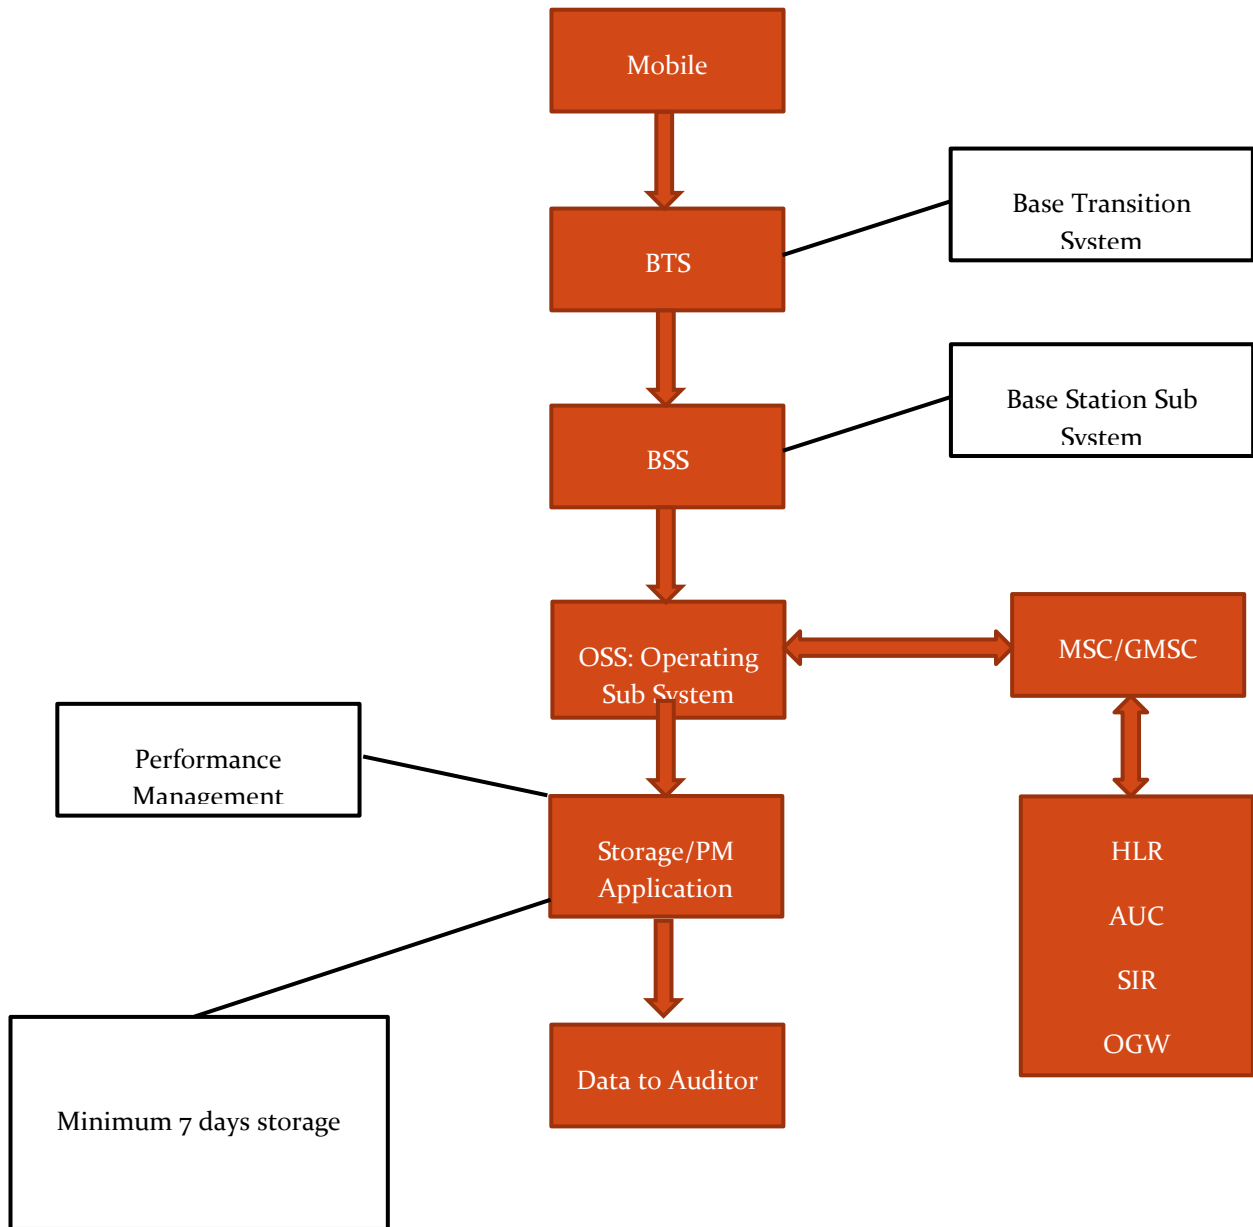 Mobile
Base Transition
System
BTS
Base Station Sub
System
BSS
OSS: Operating
Sub System
MSC/GMSC
Performance
Management
Storage/PM
Application
HLR
AUC
SIR
OGW
Data to Auditor
Minimum 7 days storage